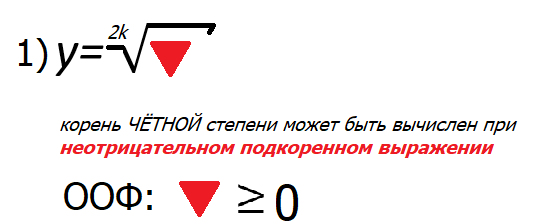 1) y=²ᵏ√▼
корень ЧЁТНОЙ степени может быть вычислен при
неотрицательном подкоренном выражении
ООФ: ▼ ≥ 0